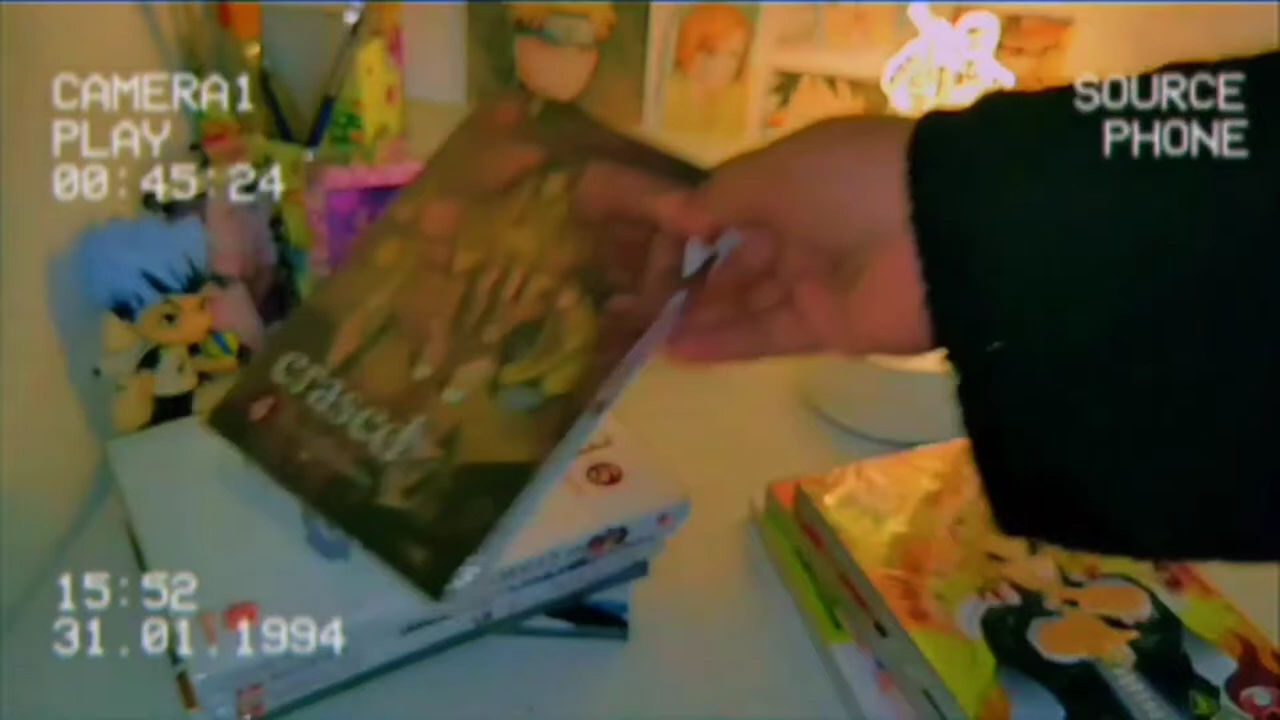 CAMERA1
PLAY
00:45:24
SOURCE
PHONE
erased
15:52
31.01.1994